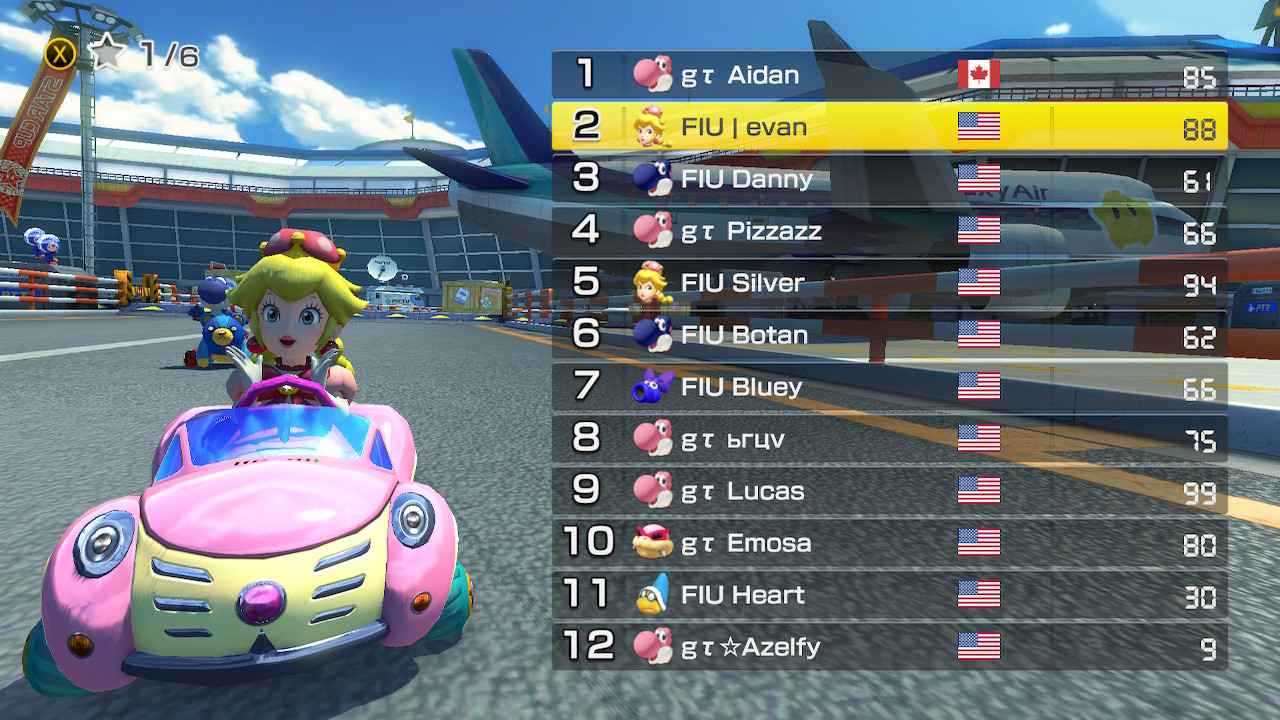 X 1/6
1 gτ Aidan 85
2 FIU | evan 88
3 FIU Danny 61
4 gτ Pizzazz 66
5 FIU Silver 94
6 FIU Botan 62
7 FIU Bluey 66
8 gτ ьгцv 75
9 gτ Lucas 99
10 gτ Emosa 80
11 FIU Heart 30
12 gτ☆Azelfy 9